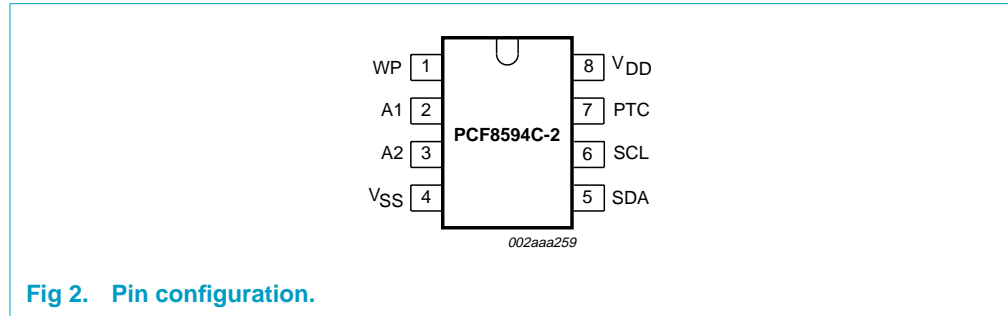 WP 1 8 VDD
A1 2 7 PTC
PCF8594C-2
A2 3 6 SCL
VSS 4 5 SDA
002aaa259
Fig 2. Pin configuration.